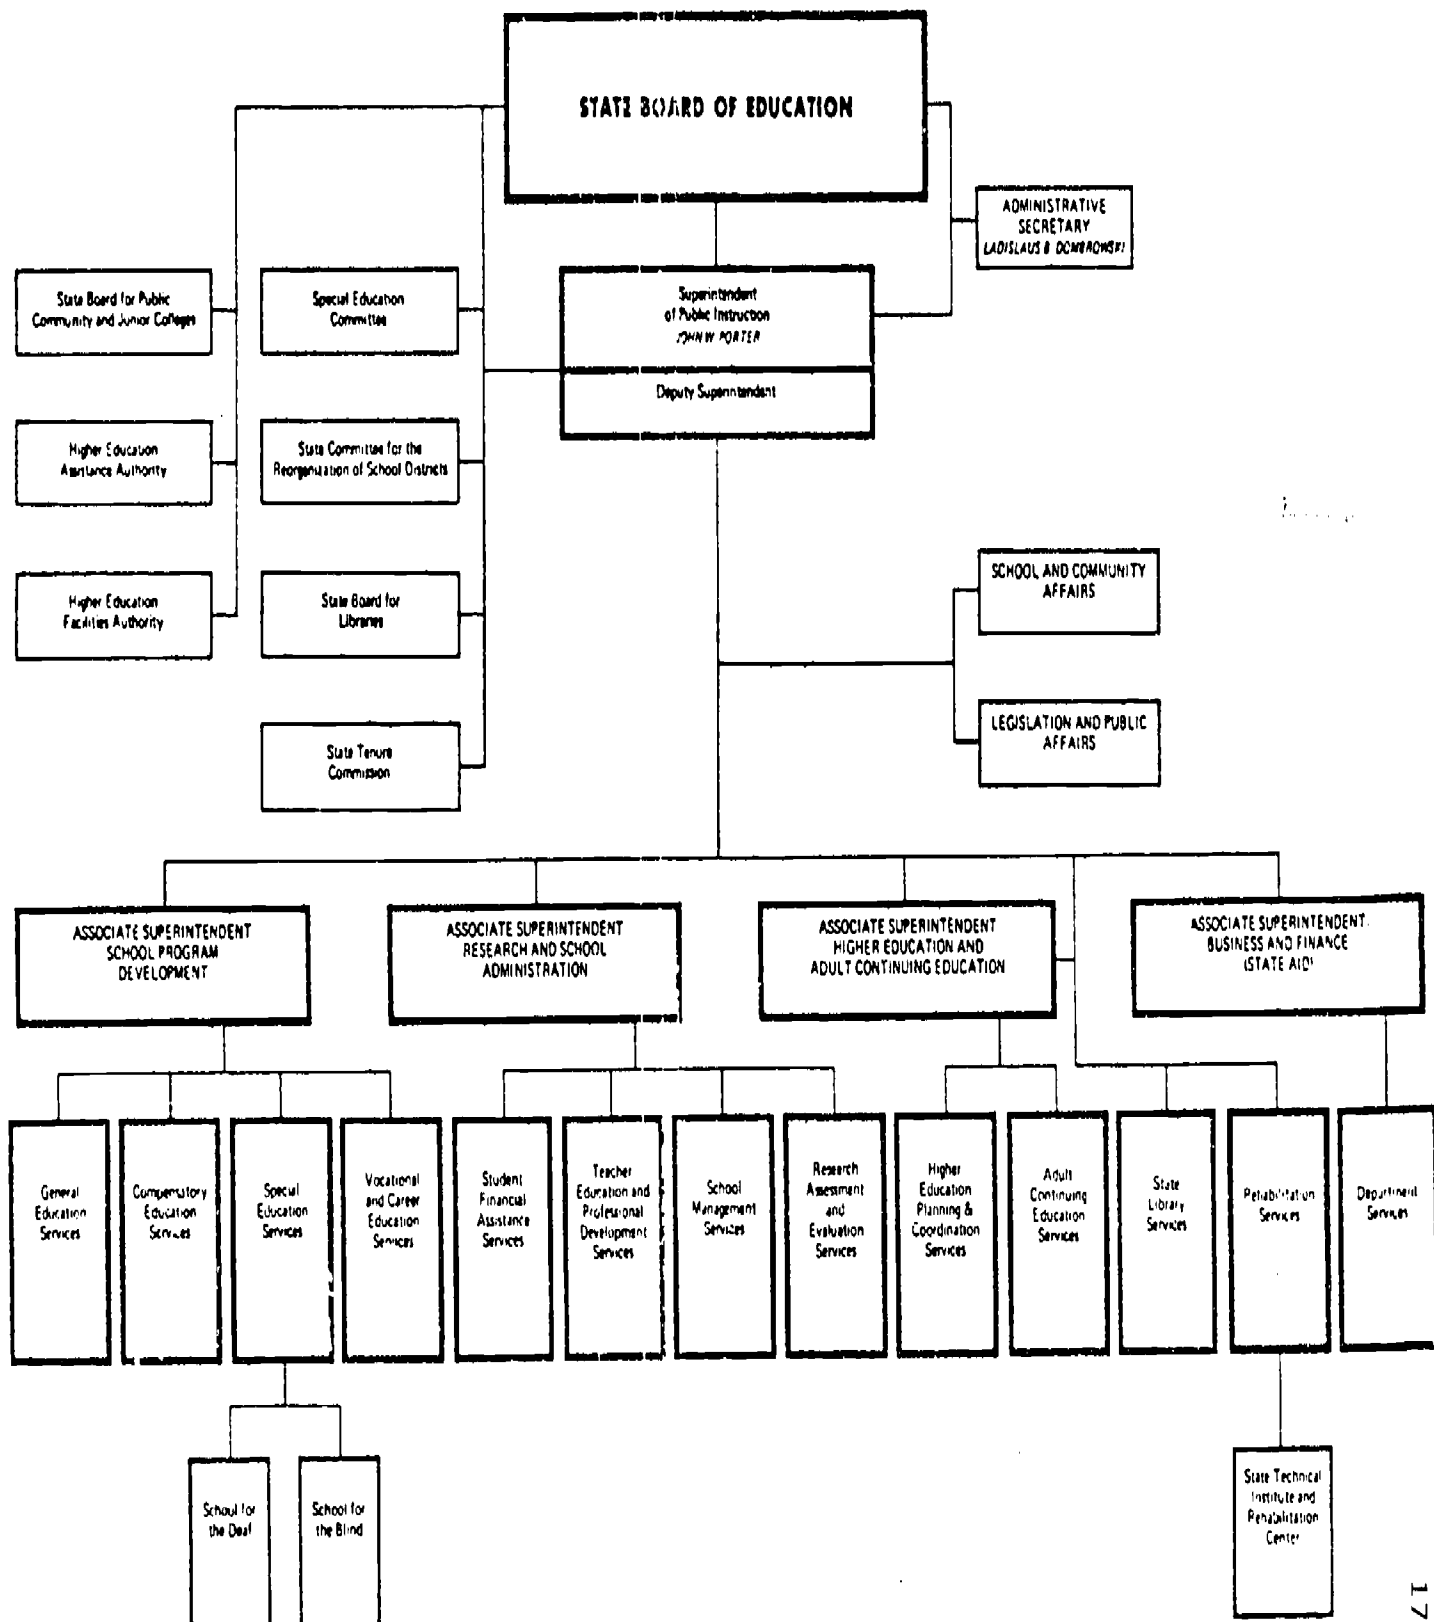 STATE BOARD OF EDUCATION
ADMINISTRATIVE
SECRETARY
LADISLAUS B DOMBROWSKI
State Board for Public
Community and Junior Colleges
Special Education
Committee
Superintendent
of Public Instruction
JOHN W. PORTER
Deputy Superintendent
Higher Education
Assistance Authority
State Committee for the
Reorganization of School Districts
Higher Education
Facilities Authority
State Board for
Libraries
SCHOOL AND COMMUNITY
AFFAIRS
State Tenure
Commission
LEGISLATION AND PUBLIC
AFFAIRS
ASSOCIATE SUPERINTENDENT
SCHOOL PROGRAM
DEVELOPMENT
ASSOCIATE SUPERINTENDENT
RESEARCH AND SCHOOL
ADMINISTRATION
ASSOCIATE SUPERINTENDENT
HIGHER EDUCATION AND
ADULT CONTINUING EDUCATION
ASSOCIATE SUPERINTENDENT
BUSINESS AND FINANCE
(STATE AID)
General
Education
Services
Compensatory
Education
Services
Special
Education
Services
Vocational
and Career
Education
Services
Student
Financial
Assistance
Services
Teacher
Education and
Professional
Development
Services
School
Management
Services
Research
Assessment
and
Evaluation
Services
Higher
Education
Planning &
Coordination
Services
Adult
Continuing
Education
Services
State
Library
Services
Rehabilitation
Services
Department
Services
School for
the Deaf
School for
the Blind
State Technical
Institute and
Rehabilitation
Center
17